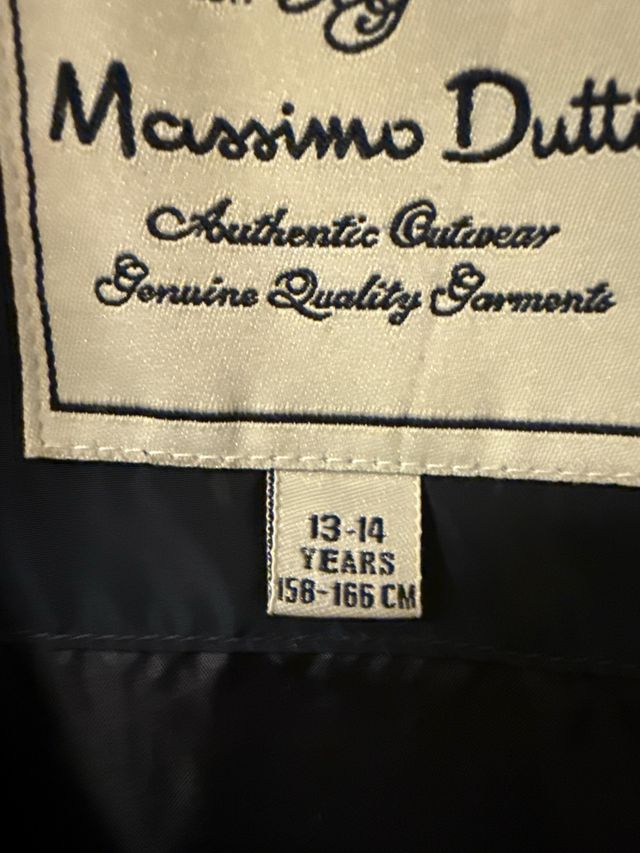 Massimo Dutti
Authentic Outwear
Genuine Quality Garments
13-14
YEARS
158-166 CM